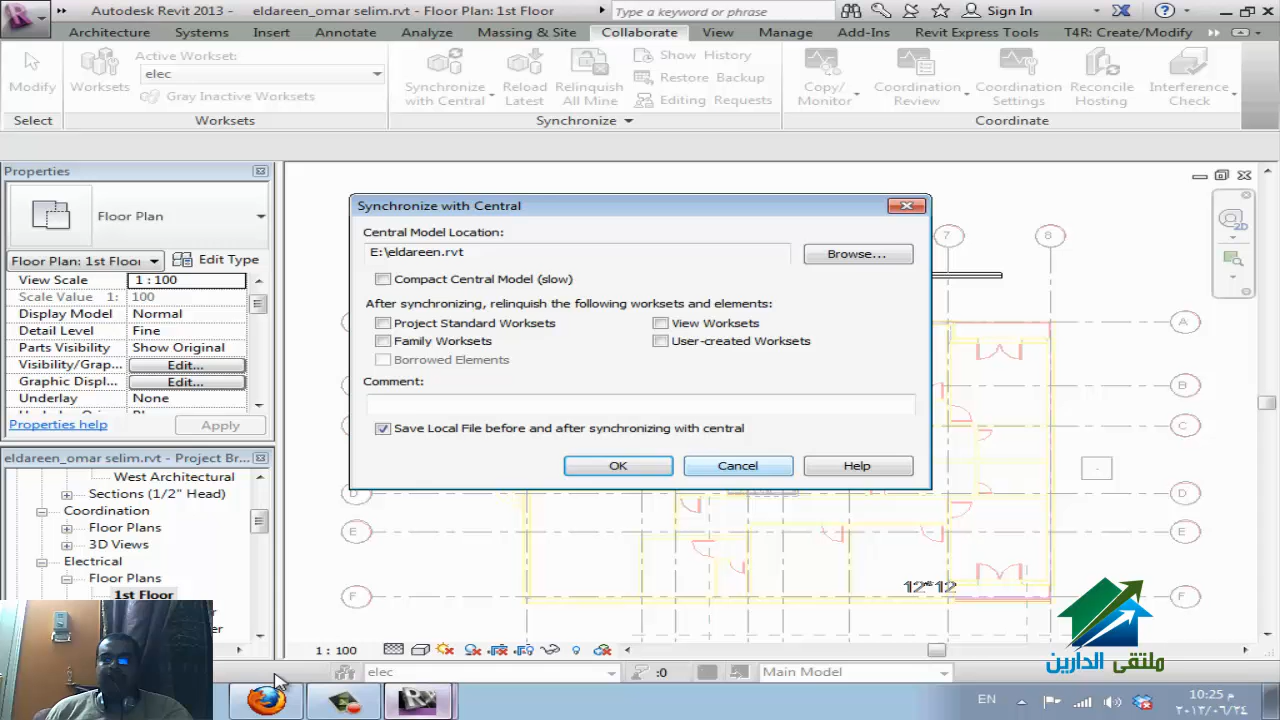 Autodesk Revit 2013 - eldareen_omar selim.rvt - Floor Plan: 1st Floor
Type a keyword or phrase
Sign In
Architecture Systems Insert Annotate Analyze Massing & Site Collaborate View Manage Add-Ins Revit Express Tools T4R: Create/Modify
Modify
Select
Worksets
Active Workset:
elec
Gray Inactive Worksets
Worksets
Synchronize with Central
Reload Latest
Relinquish All Mine
Show History
Restore Backup
Editing Requests
Synchronize
Copy/ Monitor
Coordination Review
Coordination Settings
Reconcile Hosting
Interference Check
Coordinate
Properties
Floor Plan
Floor Plan: 1st Floor
Edit Type
View Scale 1 : 100
Scale Value 1: 100
Display Model Normal
Detail Level Fine
Parts Visibility Show Original
Visibility/Grap... Edit...
Graphic Displ... Edit...
Underlay None
Properties help
Apply
eldareen_omar selim.rvt - Project Br...
West Architectural
Sections (1/2" Head)
Coordination
Floor Plans
3D Views
Electrical
Floor Plans
1st Floor
Synchronize with Central
Central Model Location:
E:\eldareen.rvt
Browse...
Compact Central Model (slow)
After synchronizing, relinquish the following worksets and elements:
Project Standard Worksets
View Worksets
Family Worksets
User-created Worksets
Borrowed Elements
Comment:
Save Local File before and after synchronizing with central
OK
Cancel
Help
2D
7
8
A
B
C
D
D
E
E
F
F
12*12
1 : 100
elec
:0
Main Model
ملتقى الدارين
EN
10:25 م
٢٠١٣/٠٦/٢٤